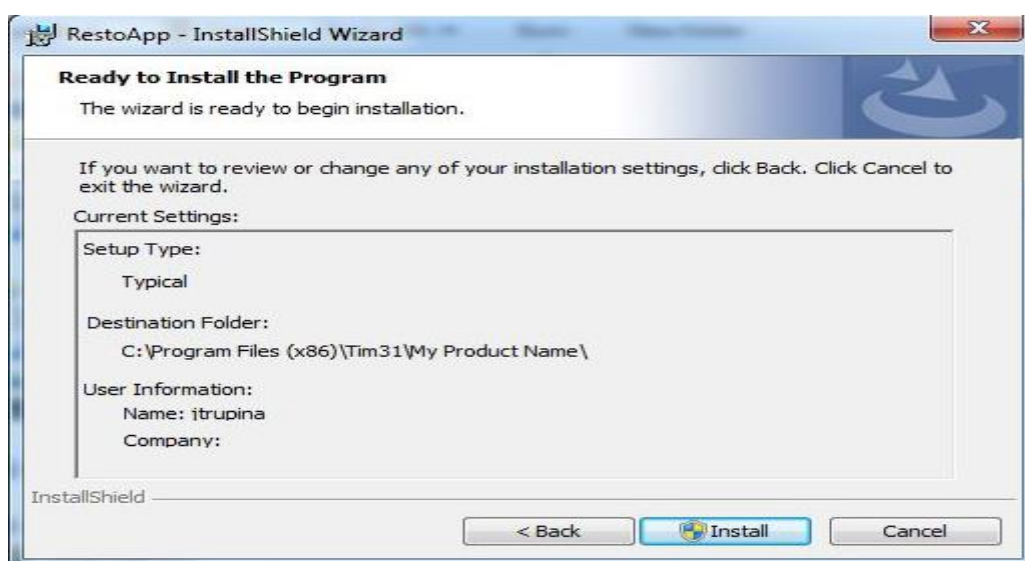 RestoApp - InstallShield Wizard
Ready to Install the Program
The wizard is ready to begin installation.
If you want to review or change any of your installation settings, click Back. Click Cancel to
exit the wizard.
Current Settings:
Setup Type:
Typical
Destination Folder:
C:\Program Files (x86)\Tim31\My Product Name\
User Information:
Name: jtrupina
Company:
InstallShield
< Back
Install
Cancel